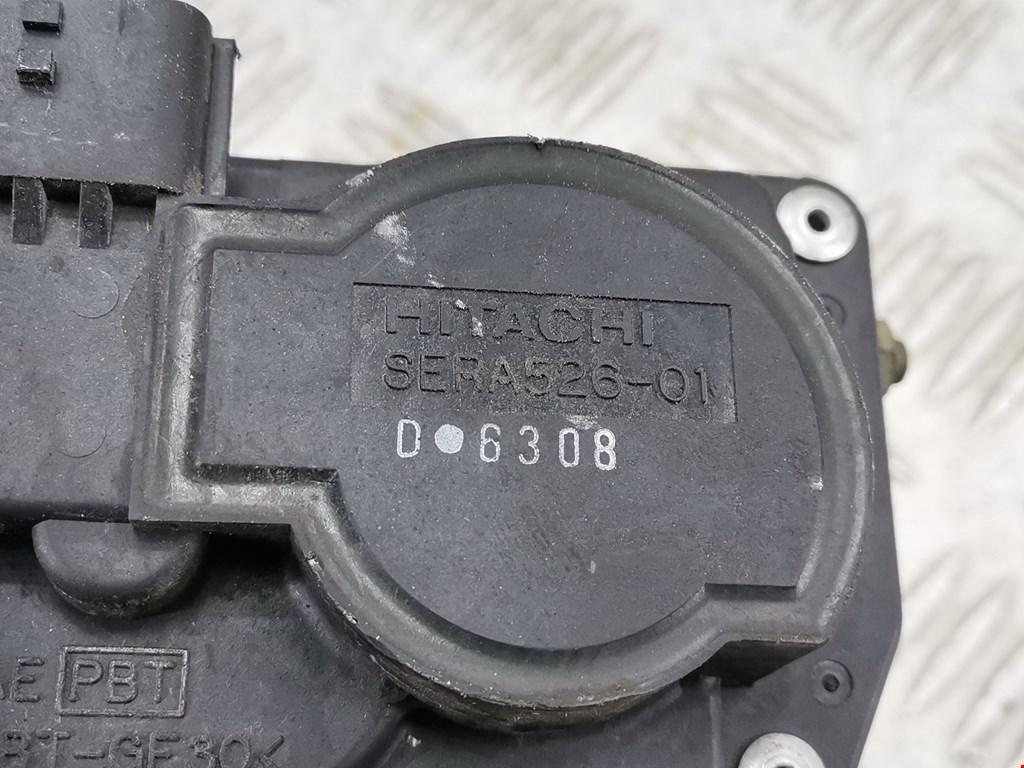 HITACHI
SERA526-01
D●6308
PBT